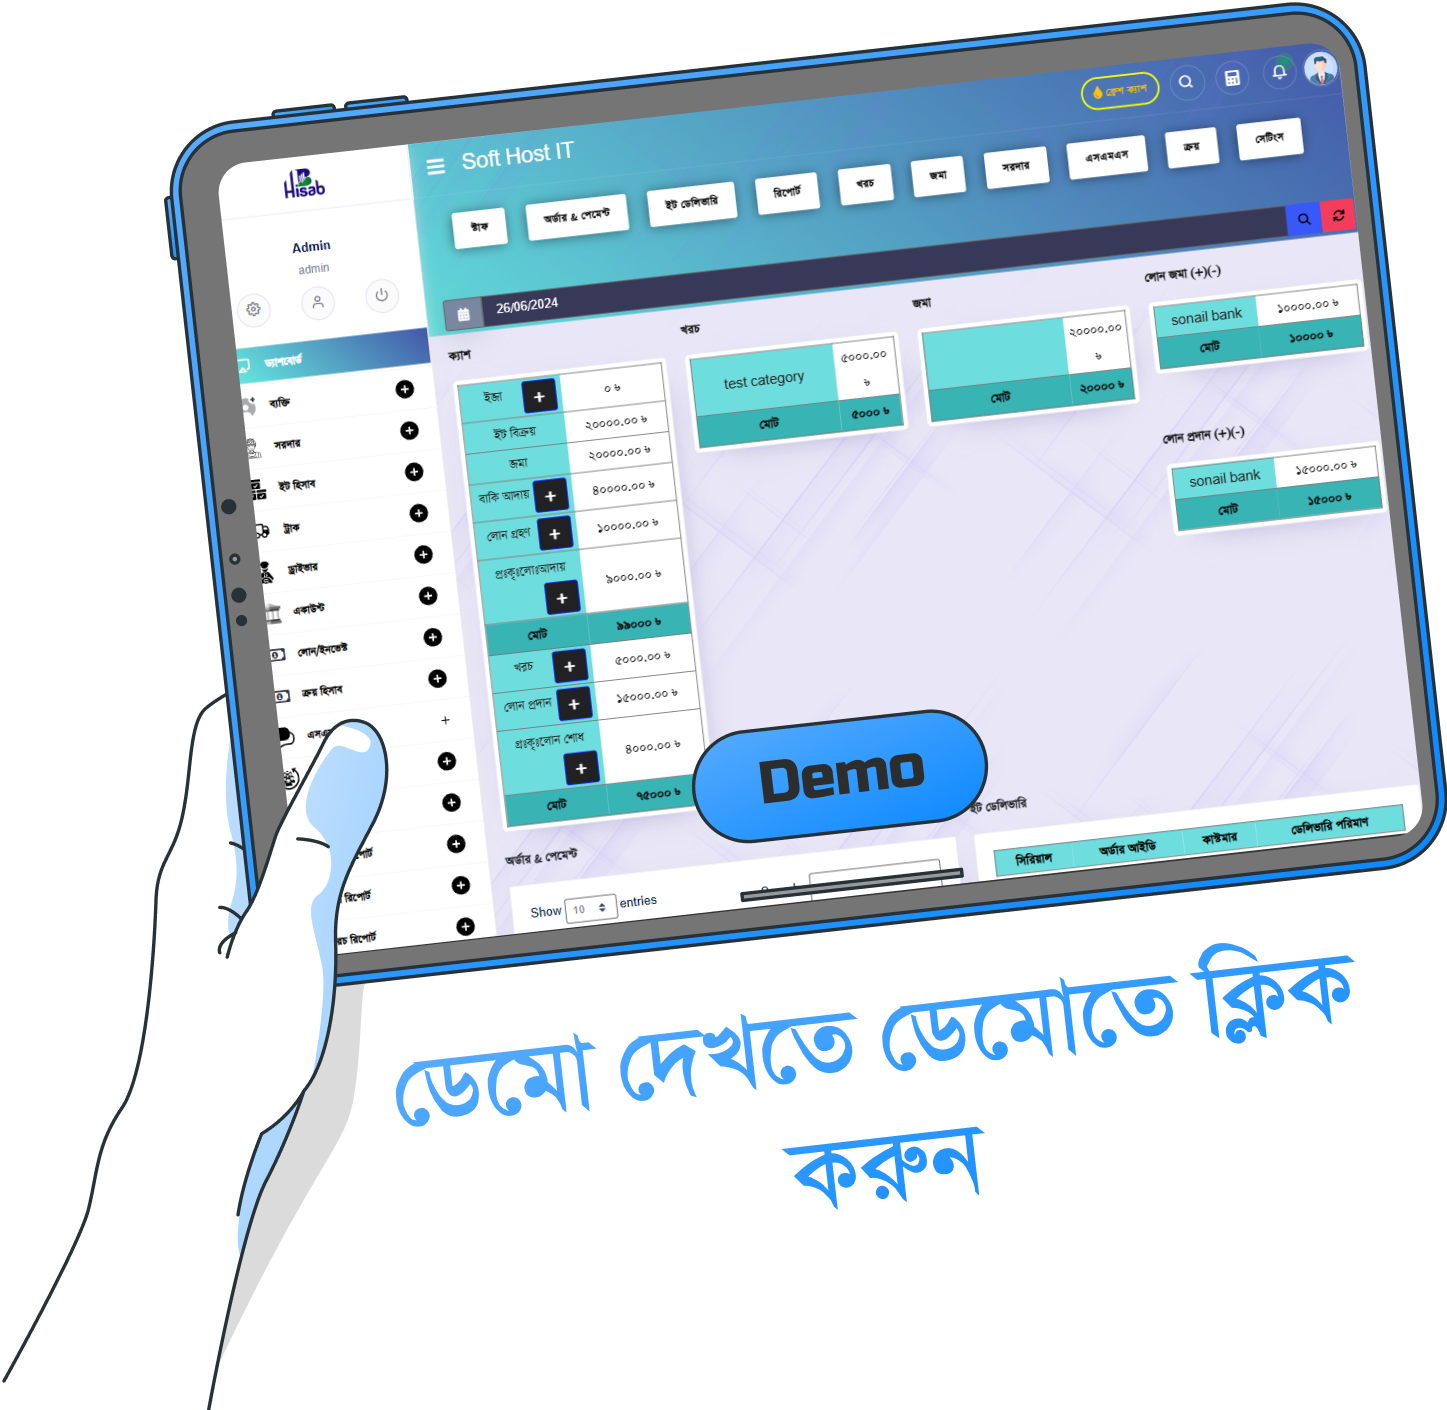 Hisab
Soft Host IT
ক্লেশ ক্যাশ
স্টাফ
অর্ডার & পেমেন্ট
ইট ডেলিভারি
রিপোর্ট
খরচ
জমা
সরদার
এসএমএস
ক্রয়
সেটিংস
26/06/2024
Admin
admin
ড্যাশবোর্ড
ব্যক্তি
সরদার
ইট হিসাব
ট্রাক
ড্রাইভার
একাউন্ট
লোন/ইনভেস্ট
ক্রয় হিসাব
রিপোর্ট
রিপোর্ট
ক্যাশ
ইজা + ০ ৳
ইট বিক্রয় ২০০০০.০০ ৳
জমা ২০০০০.০০ ৳
বাকি আদায় + ৪০০০০.০০ ৳
লোন গ্রহণ + ১০০০০.০০ ৳
প্রঃকৃঃলোঃআদায়
+ ৯০০০.০০ ৳
মোট ৯৯০০০ ৳
খরচ + ৫০০০.০০ ৳
লোন প্রদান + ১৫০০০.০০ ৳
প্রঃকৃঃলোন শোধ
+ ৪০০০.০০ ৳
মোট ৭৫০০০ ৳
খরচ
test category ৫০০০.০০ ৳
মোট ৫০০০ ৳
জমা
২০০০০.০০ ৳
মোট ২০০০০ ৳
লোন জমা (+)(-)
sonail bank ১০০০০.০০ ৳
মোট ১০০০০ ৳
লোন প্রদান (+)(-)
sonail bank ১৫০০০.০০ ৳
মোট ১৫০০০ ৳
Demo
অর্ডার & পেমেন্ট
Show 10 entries
ইট ডেলিভারি
সিরিয়াল অর্ডার আইডি কাস্টমার ডেলিভারি পরিমাণ
ডেমো দেখতে ডেমোতে ক্লিক
করুন